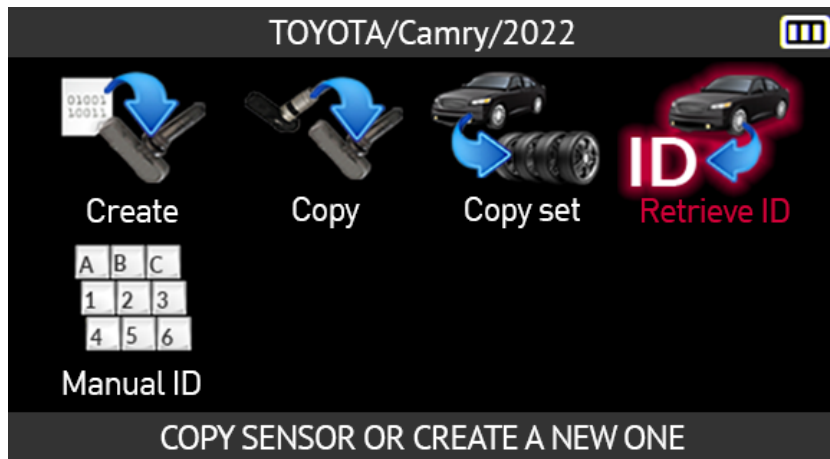 TOYOTA/Camry/2022
01001
10011
Create
Copy
Copy set
ID
Retrieve ID
A B C
1 2 3
4 5 6
Manual ID
COPY SENSOR OR CREATE A NEW ONE